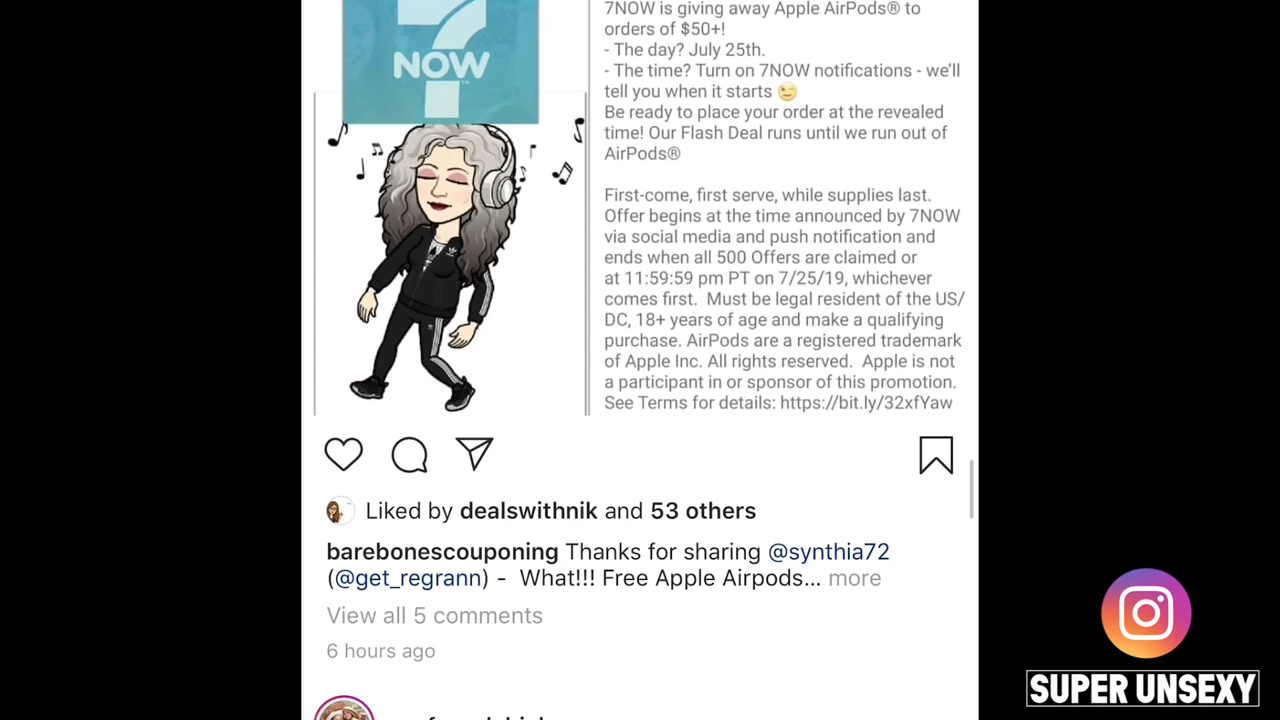 7
NOW
7NOW is giving away Apple AirPods® to
orders of $50+!
- The day? July 25th.
- The time? Turn on 7NOW notifications - we'll
tell you when it starts 😉
Be ready to place your order at the revealed
time! Our Flash Deal runs until we run out of
AirPods®
First-come, first serve, while supplies last.
Offer begins at the time announced by 7NOW
via social media and push notification and
ends when all 500 Offers are claimed or
at 11:59:59 pm PT on 7/25/19, whichever
comes first.  Must be legal resident of the US/
DC, 18+ years of age and make a qualifying
purchase. AirPods are a registered trademark
of Apple Inc. All rights reserved.  Apple is not
a participant in or sponsor of this promotion.
See Terms for details: https://bit.ly/32xfYaw
Liked by dealswithnik and 53 others
barebonescouponing Thanks for sharing @synthia72
(@get_regrann) -  What!!! Free Apple Airpods... more
View all 5 comments
6 hours ago
SUPER UNSEXY